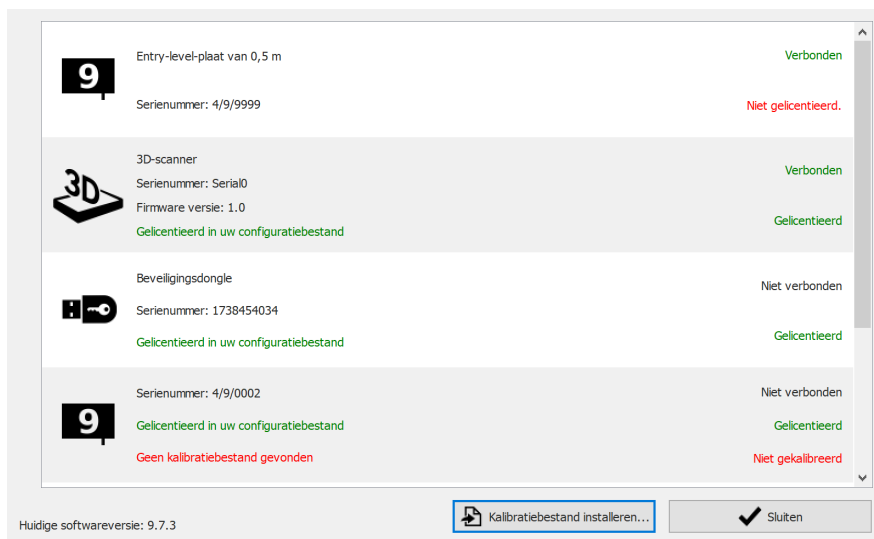 9
Entry-level-plaat van 0,5 m
Verbonden
Serienummer: 4/9/9999
Niet gelicentieerd.
3D
3D-scanner
Serienummer: Serial0
Verbonden
Firmware versie: 1.0
Gelicentieerd
Gelicentieerd in uw configuratiebestand
Beveiligingsdongle
Niet verbonden
Serienummer: 1738454034
Gelicentieerd
Gelicentieerd in uw configuratiebestand
9
Serienummer: 4/9/0002
Niet verbonden
Gelicentieerd in uw configuratiebestand
Gelicentieerd
Geen kalibratiebestand gevonden
Niet gekalibreerd
Huidige softwareversie: 9.7.3
Kalibratiebestand installeren...
Sluiten